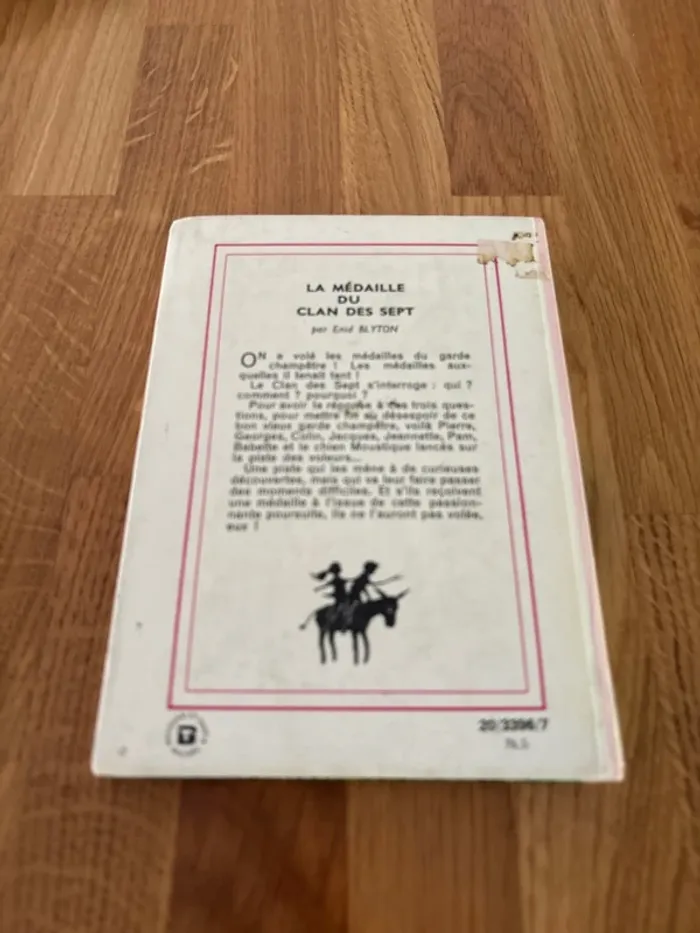 LA MÉDAILLE
DU
CLAN DES SEPT
par Enid BLYTON
ON a volé les médailles du garde
champêtre ! Les médailles aux-
quelles il tenait tant !
Le Clan des Sept s'interroge : qui ?
comment ? pourquoi ?
Pour avoir la réponse à ces trois ques-
tions, pour mettre fin au désespoir de ce
bon vieux garde champêtre, voilà Pierre,
Georges, Colin, Jacques, Jeannette, Pam,
Babette et le chien Moustique lancés sur
la piste des voleurs...
Une piste qui les mène à de curieuses
découvertes, mais qui va leur faire passer
des moments difficiles. Et s'ils reçoivent
une médaille à l'issue de cette passion-
nante poursuite, ils ne l'auront pas volée,
eux !
20/3396/7